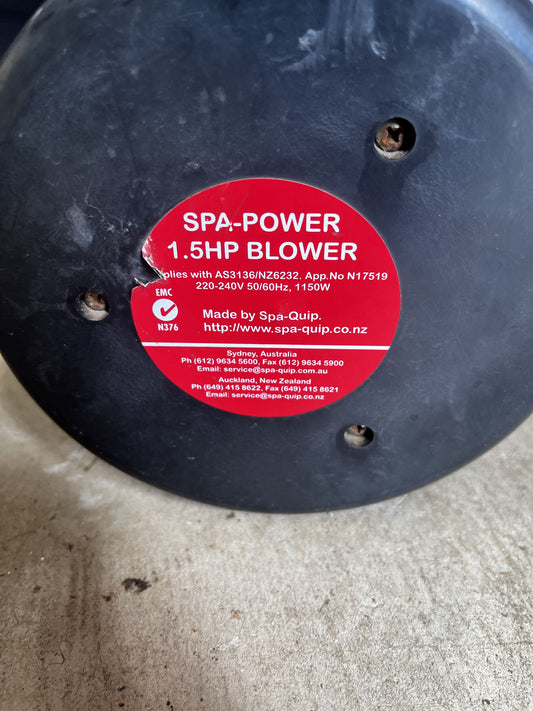 SPA-POWER
1.5HP BLOWER
plies with AS3136/NZ6232. App.No N17519
220-240V 50/60Hz, 1150W
EMC
N376
Made by Spa-Quip.
http://www.spa-quip.co.nz
Sydney, Australia
Ph (612) 9634 5600, Fax (612) 9634 5900
Email: service@spa-quip.com.au
Auckland, New Zealand
Ph (649) 415 8622, Fax (649) 415 8621
Email: service@spa-quip.co.nz